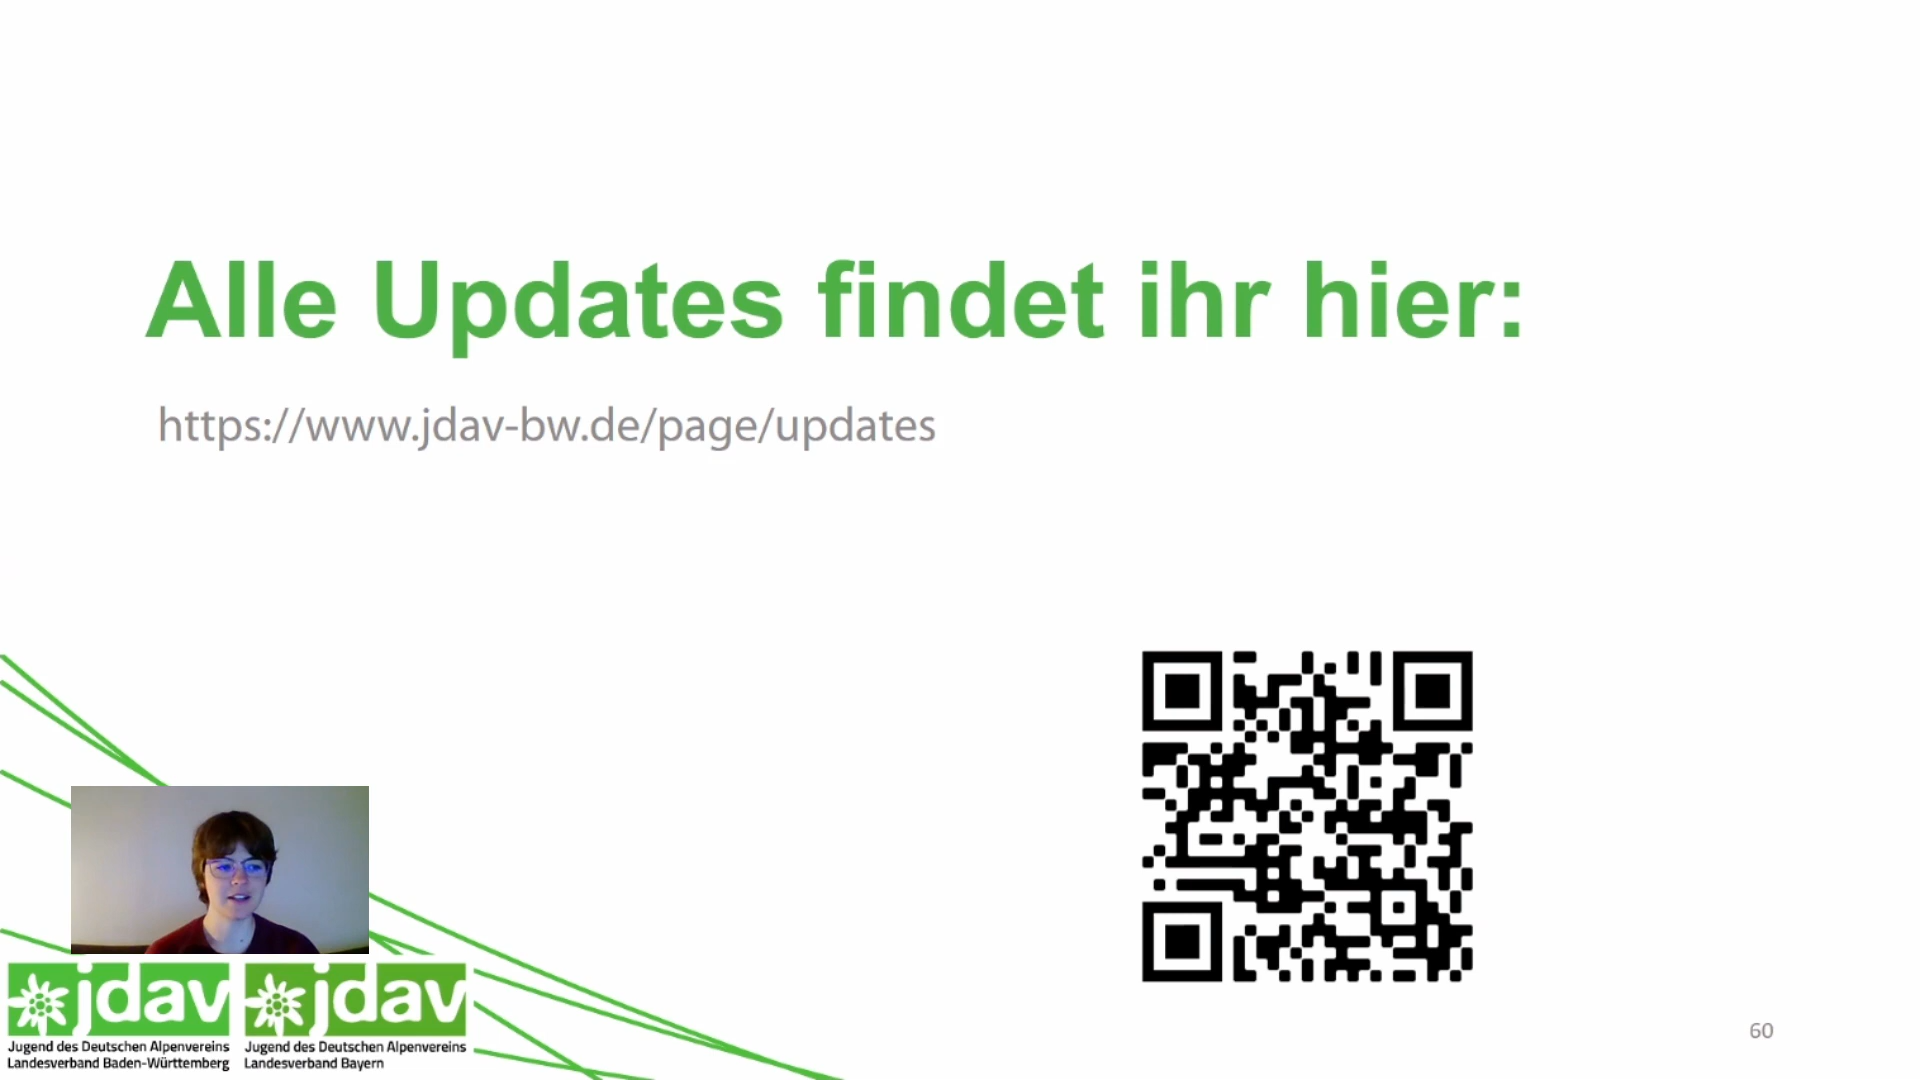 Alle Updates findet ihr hier:
https://www.jdav-bw.de/page/updates
jdav
Jugend des Deutschen Alpenvereins
Landesverband Baden-Württemberg
jdav
Jugend des Deutschen Alpenvereins
Landesverband Bayern
60